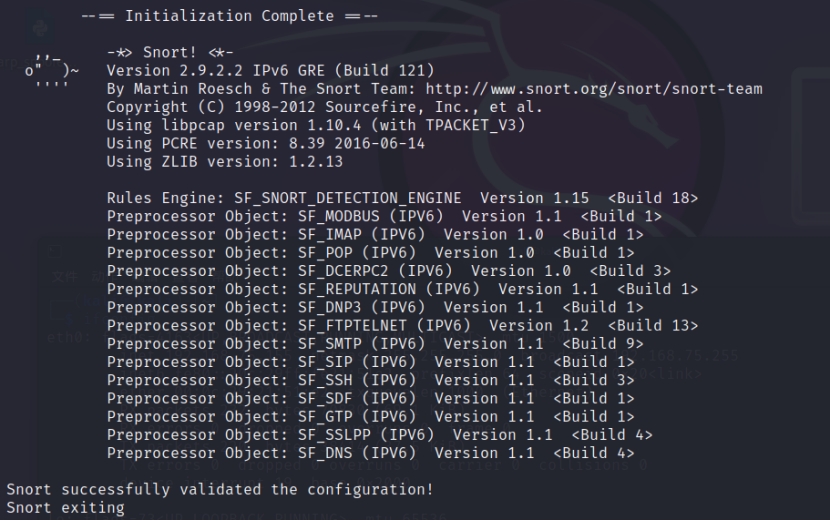 --== Initialization Complete ==--
,,_ -*> Snort! <*-
o" )~ Version 2.9.2.2 IPv6 GRE (Build 121)
'''' By Martin Roesch & The Snort Team: http://www.snort.org/snort/snort-team
Copyright (C) 1998-2012 Sourcefire, Inc., et al.
Using libpcap version 1.10.4 (with TPACKET_V3)
Using PCRE version: 8.39 2016-06-14
Using ZLIB version: 1.2.13
Rules Engine: SF_SNORT_DETECTION_ENGINE Version 1.15 <Build 18>
Preprocessor Object: SF_MODBUS (IPV6) Version 1.1 <Build 1>
Preprocessor Object: SF_IMAP (IPV6) Version 1.0 <Build 1>
Preprocessor Object: SF_POP (IPV6) Version 1.0 <Build 1>
Preprocessor Object: SF_DCERPC2 (IPV6) Version 1.0 <Build 3>
Preprocessor Object: SF_REPUTATION (IPV6) Version 1.1 <Build 1>
Preprocessor Object: SF_DNP3 (IPV6) Version 1.1 <Build 1>
Preprocessor Object: SF_FTPTELNET (IPV6) Version 1.2 <Build 13>
Preprocessor Object: SF_SMTP (IPV6) Version 1.1 <Build 9>
Preprocessor Object: SF_SIP (IPV6) Version 1.1 <Build 1>
Preprocessor Object: SF_SSH (IPV6) Version 1.1 <Build 3>
Preprocessor Object: SF_SDF (IPV6) Version 1.1 <Build 1>
Preprocessor Object: SF_GTP (IPV6) Version 1.1 <Build 1>
Preprocessor Object: SF_SSLPP (IPV6) Version 1.1 <Build 4>
Preprocessor Object: SF_DNS (IPV6) Version 1.1 <Build 4>
Snort successfully validated the configuration!
Snort exiting